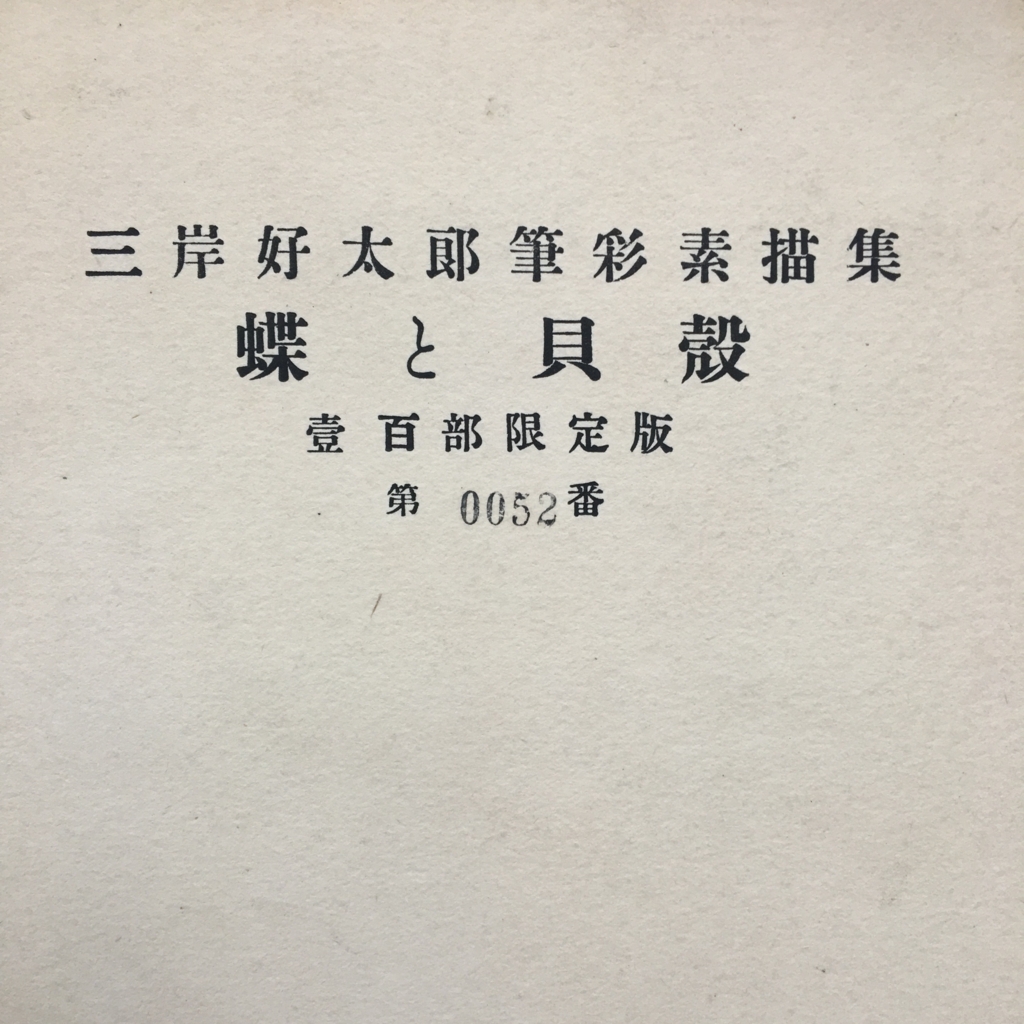 三岸好太郎筆彩素描集
蝶と貝殻
壹百部限定版
第 0052 番